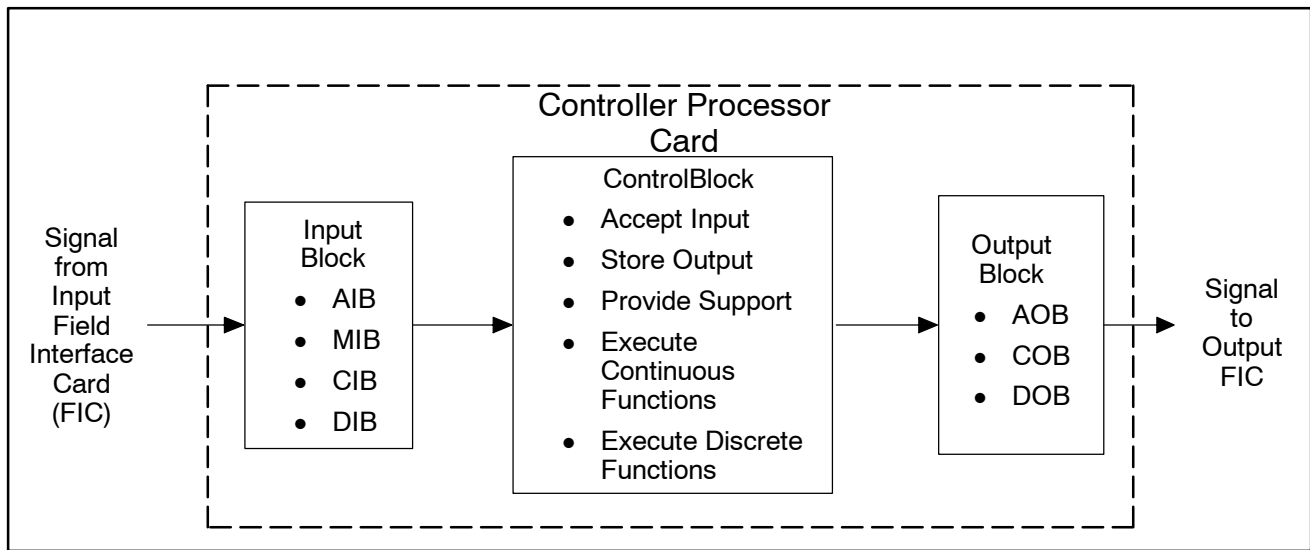 Controller Processor
Card
Signal
from
Input
Field
Interface
Card
(FIC)
Input
Block
● AIB
● MIB
● CIB
● DIB
ControlBlock
● Accept Input
● Store Output
● Provide Support
● Execute
Continuous
Functions
● Execute Discrete
Functions
Output
Block
● AOB
● COB
● DOB
Signal
to
Output
FIC